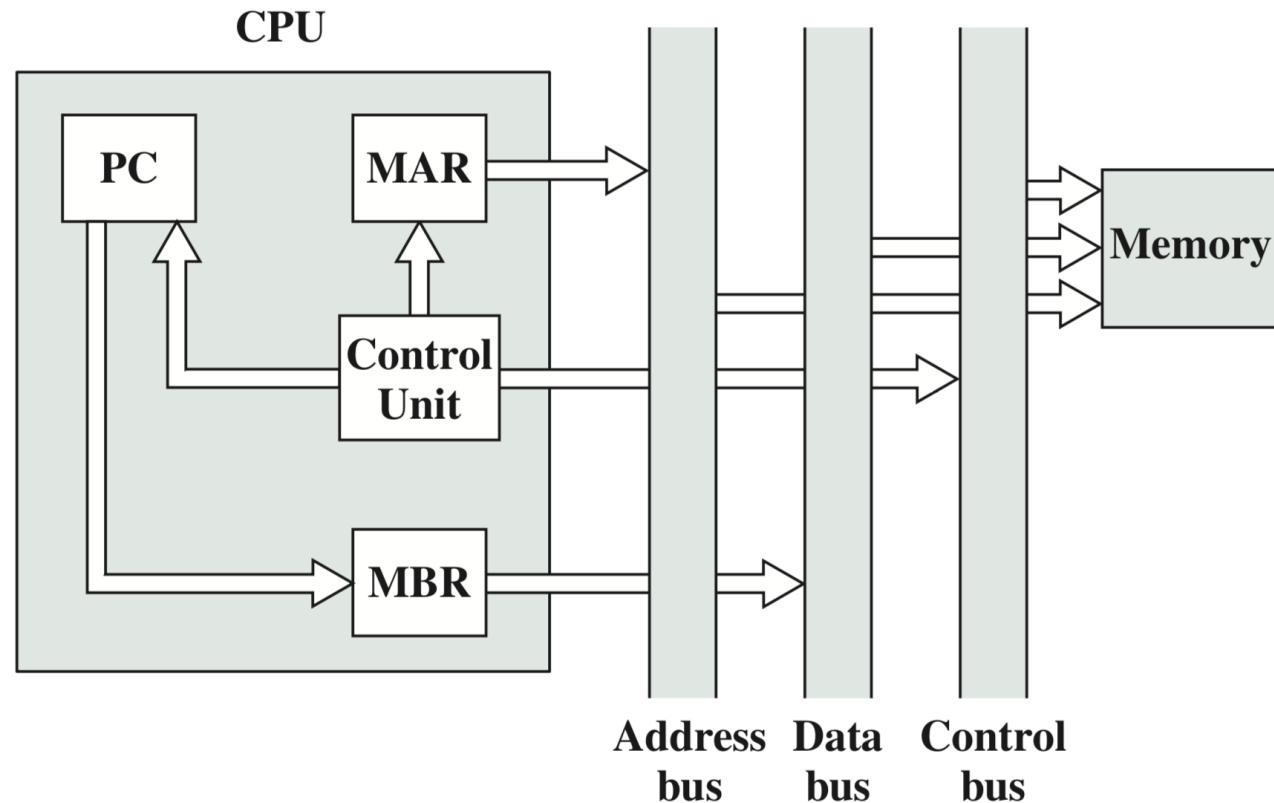 CPU
PC
MAR
Memory
Control
Unit
MBR
Address
bus
Data
bus
Control
bus